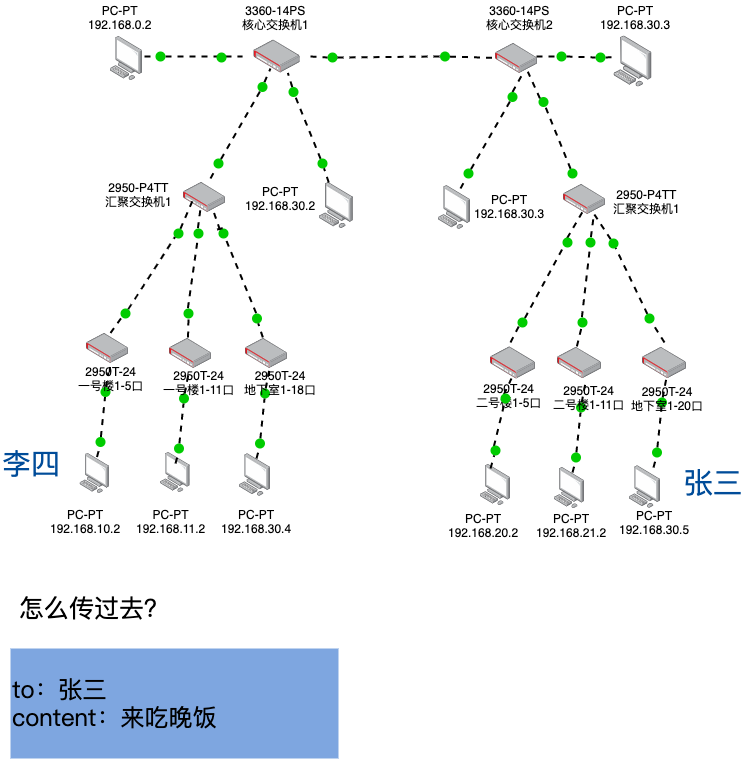 PC-PT
192.168.0.2
3360-14PS
核心交换机1
3360-14PS
核心交换机2
PC-PT
192.168.30.3
2950-P4TT
汇聚交换机1
PC-PT
192.168.30.2
PC-PT
192.168.30.3
2950-P4TT
汇聚交换机1
2950T-24
一号楼1-5口
2950T-24
一号楼1-11口
2950T-24
地下室1-18口
2950T-24
二号楼1-5口
2950T-24
二号楼1-11口
2950T-24
地下室1-20口
李四
张三
PC-PT
192.168.10.2
PC-PT
192.168.11.2
PC-PT
192.168.30.4
PC-PT
192.168.20.2
PC-PT
192.168.21.2
PC-PT
192.168.30.5
怎么传过去?
to：张三
content：来吃晚饭